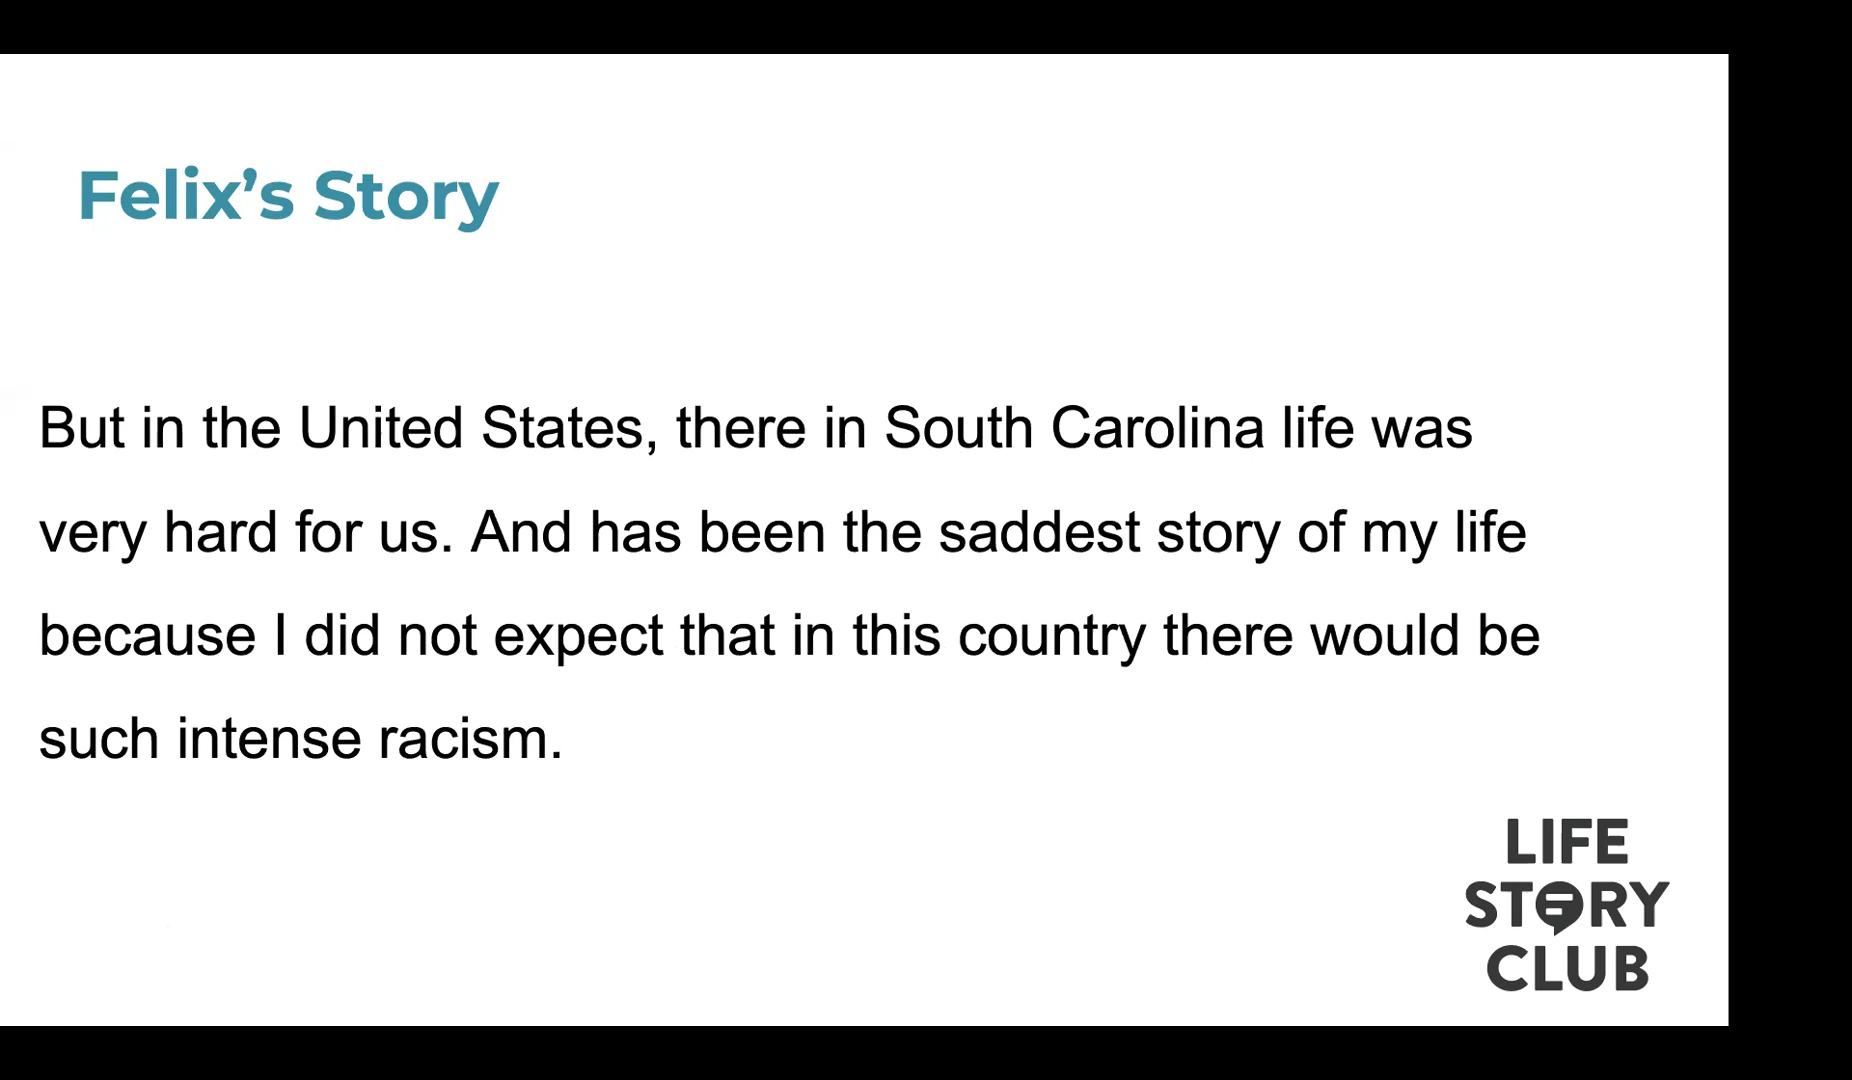 Felix’s Story
But in the United States, there in South Carolina life was
very hard for us. And has been the saddest story of my life
because I did not expect that in this country there would be
such intense racism.
LIFE
STORY
CLUB